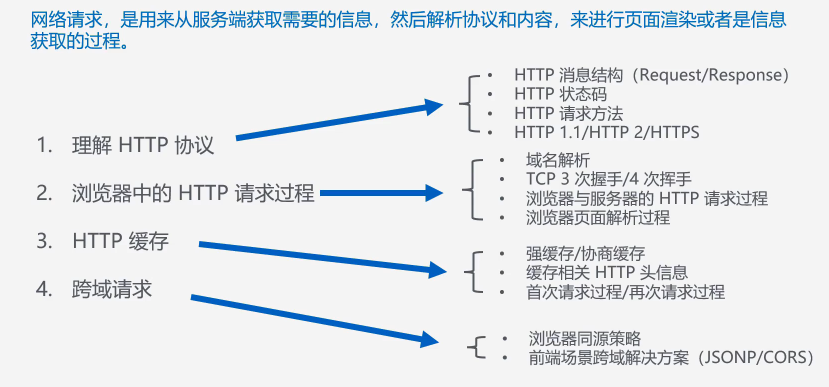 网络请求，是用来从服务端获取需要的信息，然后解析协议和内容，来进行页面渲染或者是信息
获取的过程。
1. 理解 HTTP 协议
• HTTP 消息结构（Request/Response）
• HTTP 状态码
• HTTP 请求方法
• HTTP 1.1/HTTP 2/HTTPS
2. 浏览器中的 HTTP 请求过程
• 域名解析
• TCP 3 次握手/4 次挥手
• 浏览器与服务器的 HTTP 请求过程
• 浏览器页面解析过程
3. HTTP 缓存
• 强缓存/协商缓存
• 缓存相关 HTTP 头信息
• 首次请求过程/再次请求过程
4. 跨域请求
• 浏览器同源策略
• 前端场景跨域解决方案（JSONP/CORS）